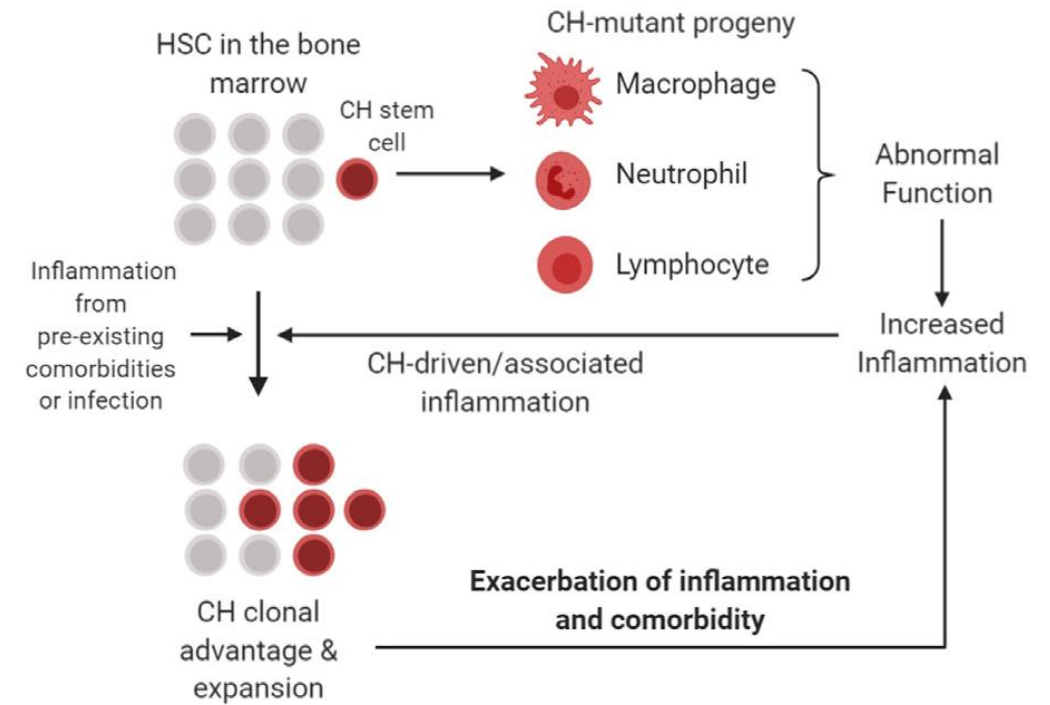 HSC in the bone
marrow
CH stem
cell
CH-mutant progeny
Macrophage
Neutrophil
Lymphocyte
Abnormal
Function
Increased
Inflammation
Inflammation
from
pre-existing
comorbidities
or infection
CH-driven/associated
inflammation
CH clonal
advantage &
expansion
Exacerbation of inflammation
and comorbidity